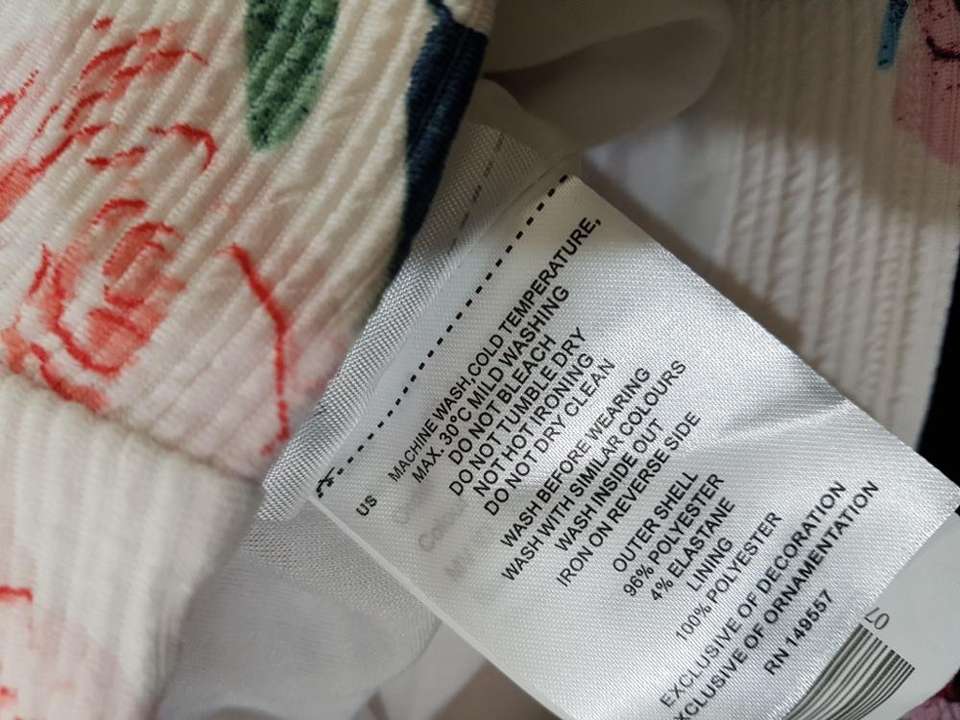 US
MACHINE WASH,COLD TEMPERATURE,
MAX. 30°C MILD WASHING
DO NOT BLEACH
DO NOT TUMBLE DRY
NOT HOT IRONING
DO NOT DRY CLEAN
WASH BEFORE WEARING
WASH WITH SIMILAR COLOURS
WASH INSIDE OUT
IRON ON REVERSE SIDE
OUTER SHELL
96% POLYESTER
4% ELASTANE
LINING
100% POLYESTER
EXCLUSIVE OF DECORATION
EXCLUSIVE OF ORNAMENTATION
RN 149557
07